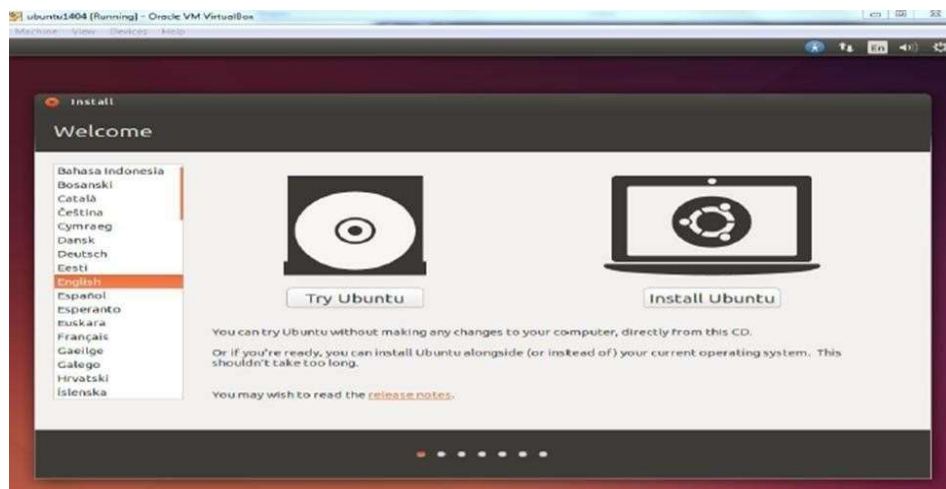 ubuntu1404 [Running] - Oracle VM VirtualBox
Machine View Devices Help
En
Install
Welcome
Bahasa Indonesia
Bosanski
Català
Čeština
Cymraeg
Dansk
Deutsch
Eesti
English
Español
Esperanto
Euskara
Français
Gaeilge
Galego
Hrvatski
Íslenska
Try Ubuntu
Install Ubuntu
You can try Ubuntu without making any changes to your computer, directly from this CD.
Or if you're ready, you can install Ubuntu alongside (or instead of) your current operating system. This
shouldn't take too long.
You may wish to read the release notes.